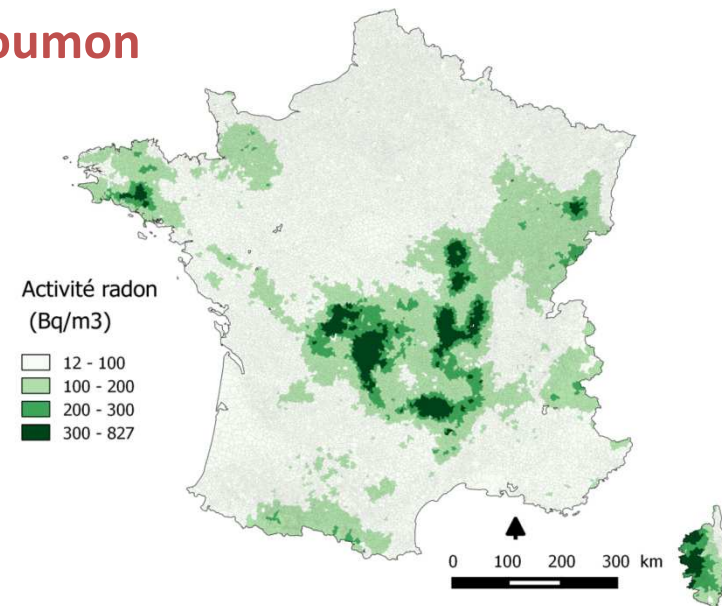 oumon
Activité radon
(Bq/m3)
12 - 100
100 - 200
200 - 300
300 - 827
0 100 200 300 km